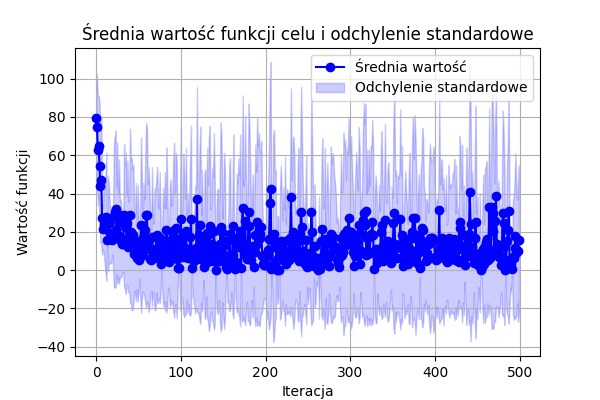 Średnia wartość funkcji celu i odchylenie standardowe
Średnia wartość
Odchylenie standardowe
Wartość funkcji
100
80
60
40
20
0
−20
−40
0
100
200
300
400
500
Iteracja